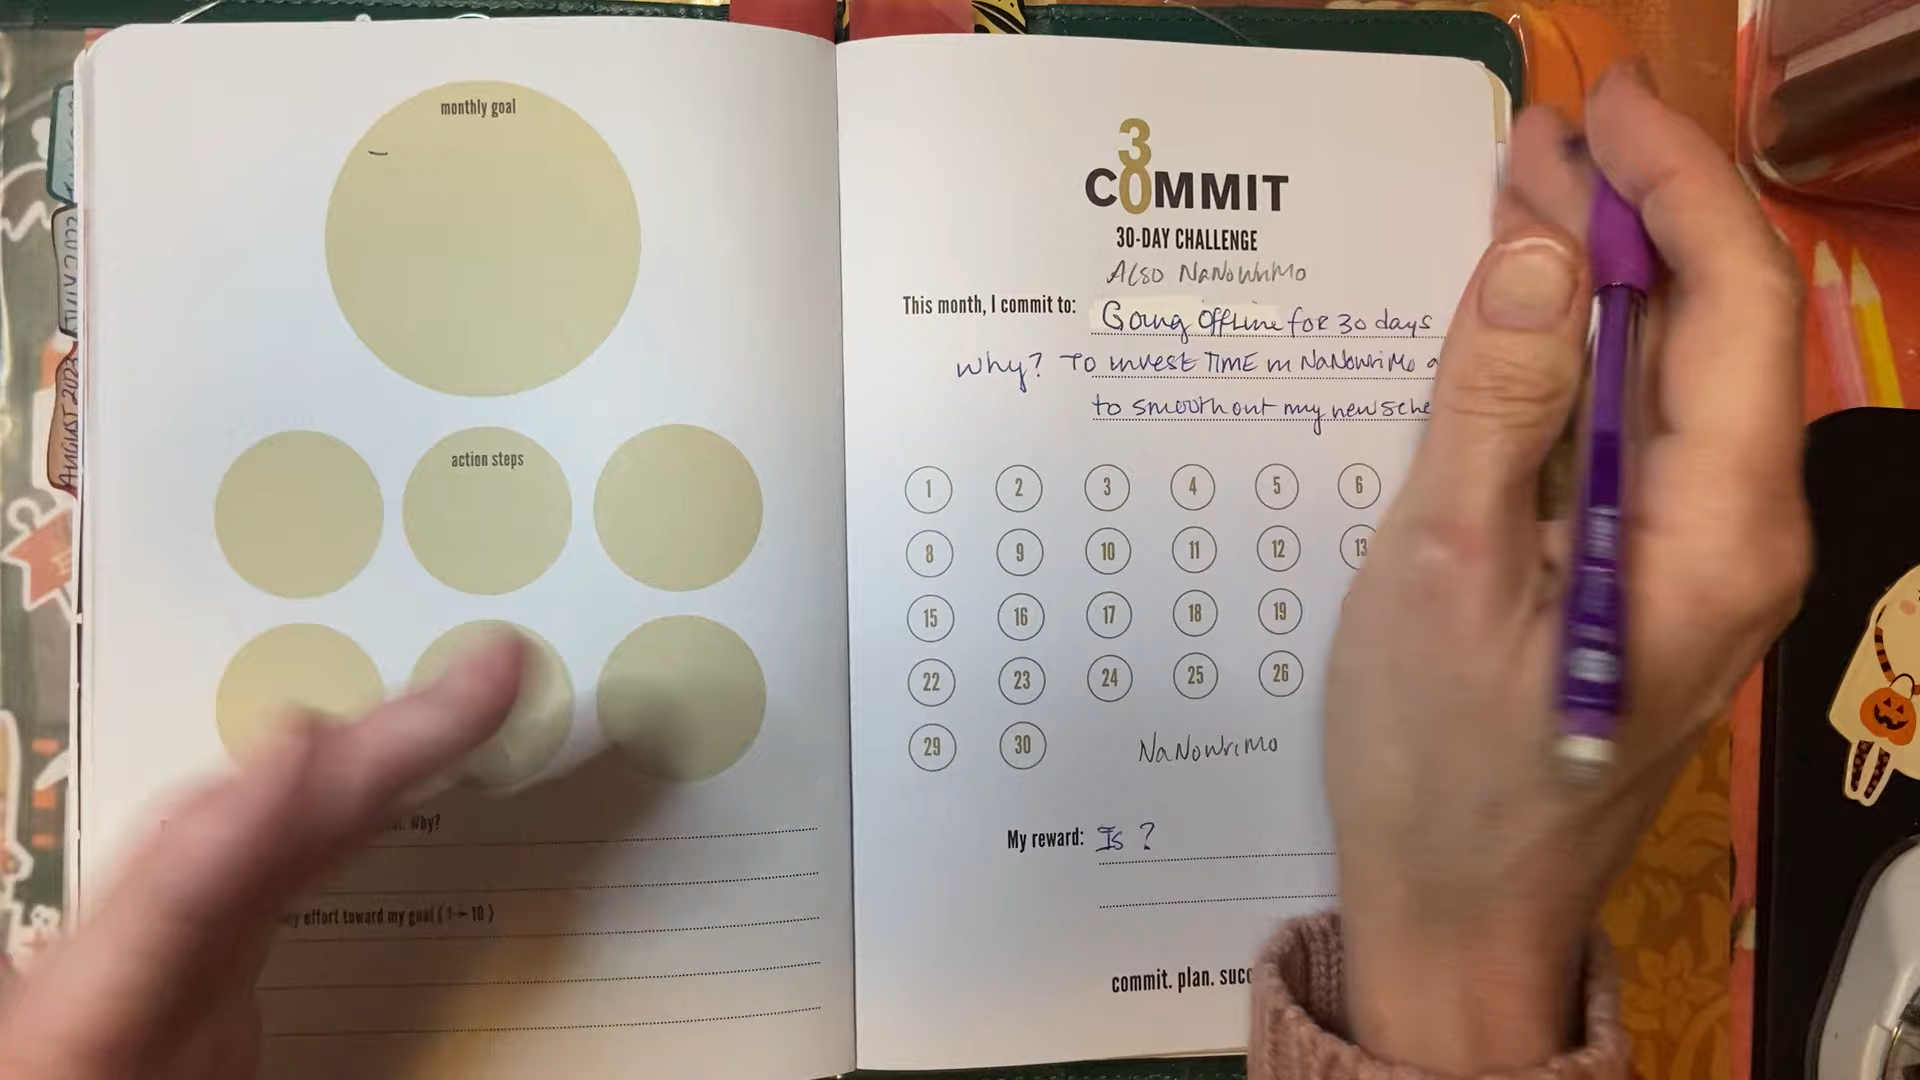 monthly goal
action steps
Why?
effort toward my goal (1-10)
30
COMMIT
30-DAY CHALLENGE
ALSO NaNoWriMo
This month, I commit to: Going Offline for 30 days
Why? To invest TIME in NaNoWriMo
to smooth out my new sche
1 2 3 4 5 6
8 9 10 11 12 13
15 16 17 18 19
22 23 24 25 26
29 30 NaNoWriMo
My reward: Is ?
commit. plan. succ
AUGUST 2023